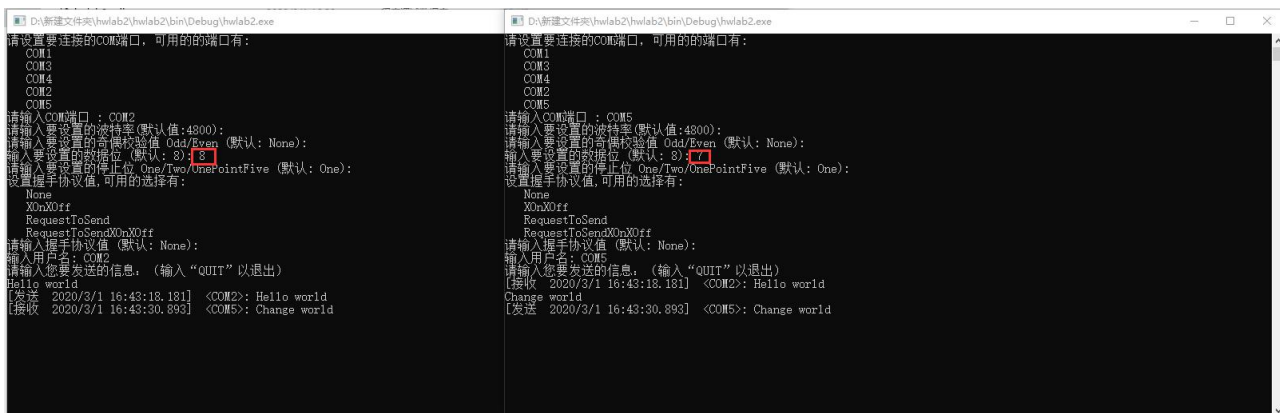 D:\新建文件夹\hwlab2\hwlab2\bin\Debug\hwlab2.exe
请设置要连接的COM端口，可用的的端口有:
COM1
COM3
COM4
COM2
COM5
请输入COM端口 : COM2
请输入要设置的波特率(默认值:4800):
请输入要设置的奇偶校验值 Odd/Even (默认: None):
输入要设置的数据位 (默认: 8): 8
请输入要设置的停止位 One/Two/OnePointFive (默认: One):
设置握手协议值,可用的选择有:
None
XOnXOff
RequestToSend
RequestToSendXOnXOff
请输入握手协议值 (默认: None):
输入用户名: COM2
请输入您要发送的信息：（输入“QUIT”以退出）
Hello world
[发送  2020/3/1 16:43:18.181]  <COM2>: Hello world
[接收  2020/3/1 16:43:30.893]  <COM5>: Change world
D:\新建文件夹\hwlab2\hwlab2\bin\Debug\hwlab2.exe
请设置要连接的COM端口，可用的的端口有:
COM1
COM3
COM4
COM2
COM5
请输入COM端口 : COM5
请输入要设置的波特率(默认值:4800):
请输入要设置的奇偶校验值 Odd/Even (默认: None):
输入要设置的数据位 (默认: 8): 7
请输入要设置的停止位 One/Two/OnePointFive (默认: One):
设置握手协议值,可用的选择有:
None
XOnXOff
RequestToSend
RequestToSendXOnXOff
请输入握手协议值 (默认: None):
输入用户名: COM5
请输入您要发送的信息：（输入“QUIT”以退出）
[接收  2020/3/1 16:43:18.181]  <COM2>: Hello world
Change world
[发送  2020/3/1 16:43:30.893]  <COM5>: Change world